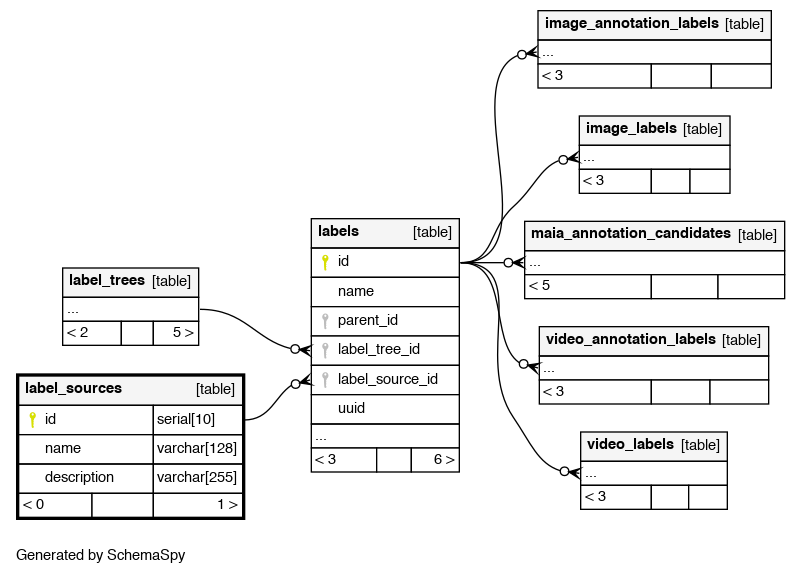 image_annotation_labels [table]
...
< 3
image_labels [table]
...
< 3
maia_annotation_candidates [table]
...
< 5
video_annotation_labels [table]
...
< 3
video_labels [table]
...
< 3
labels [table]
id
name
parent_id
label_tree_id
label_source_id
uuid
...
< 3 6 >
label_trees [table]
...
< 2 5 >
label_sources [table]
id serial[10]
name varchar[128]
description varchar[255]
< 0 1 >
Generated by SchemaSpy